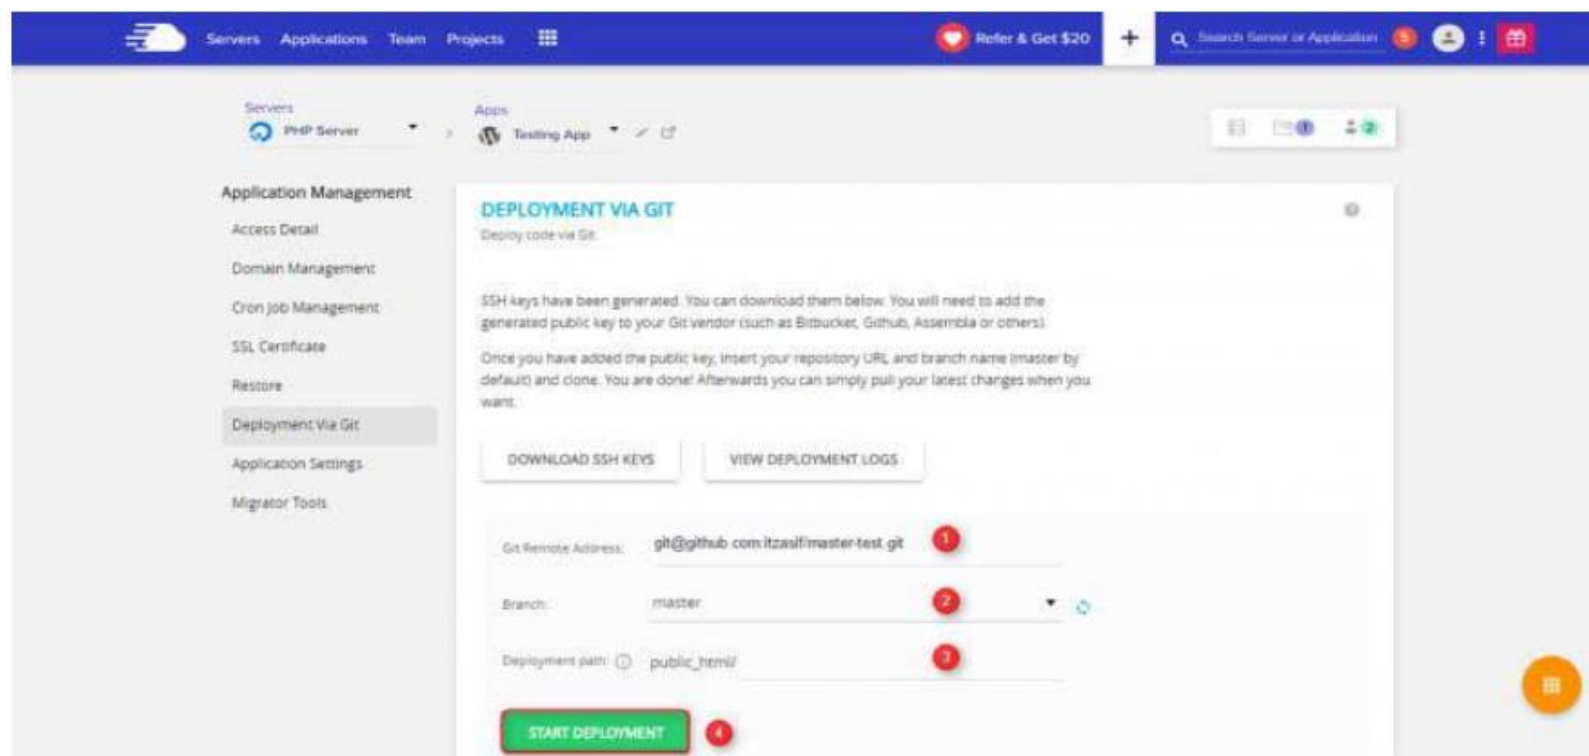 Servers Applications Team Projects Refer & Get $20 + Search Server or Application 5
Servers Apps
PHP Server > Testing App 1 2
Application Management
Access Detail
Domain Management
Cron Job Management
SSL Certificate
Restore
Deployment Via Git
Application Settings
Migrator Tools
DEPLOYMENT VIA GIT
Deploy code via Git.
SSH keys have been generated. You can download them below. You will need to add the
generated public key to your Git vendor (such as Bitbucket, Github, Assembla or others).
Once you have added the public key, insert your repository URL and branch name (master by
default) and clone. You are done! Afterwards you can simply pull your latest changes when you
want.
DOWNLOAD SSH KEYS VIEW DEPLOYMENT LOGS
Git Remote Address: git@github.com:itzasif/master-test.git 1
Branch: master 2
Deployment path: public_html/ 3
START DEPLOYMENT 4